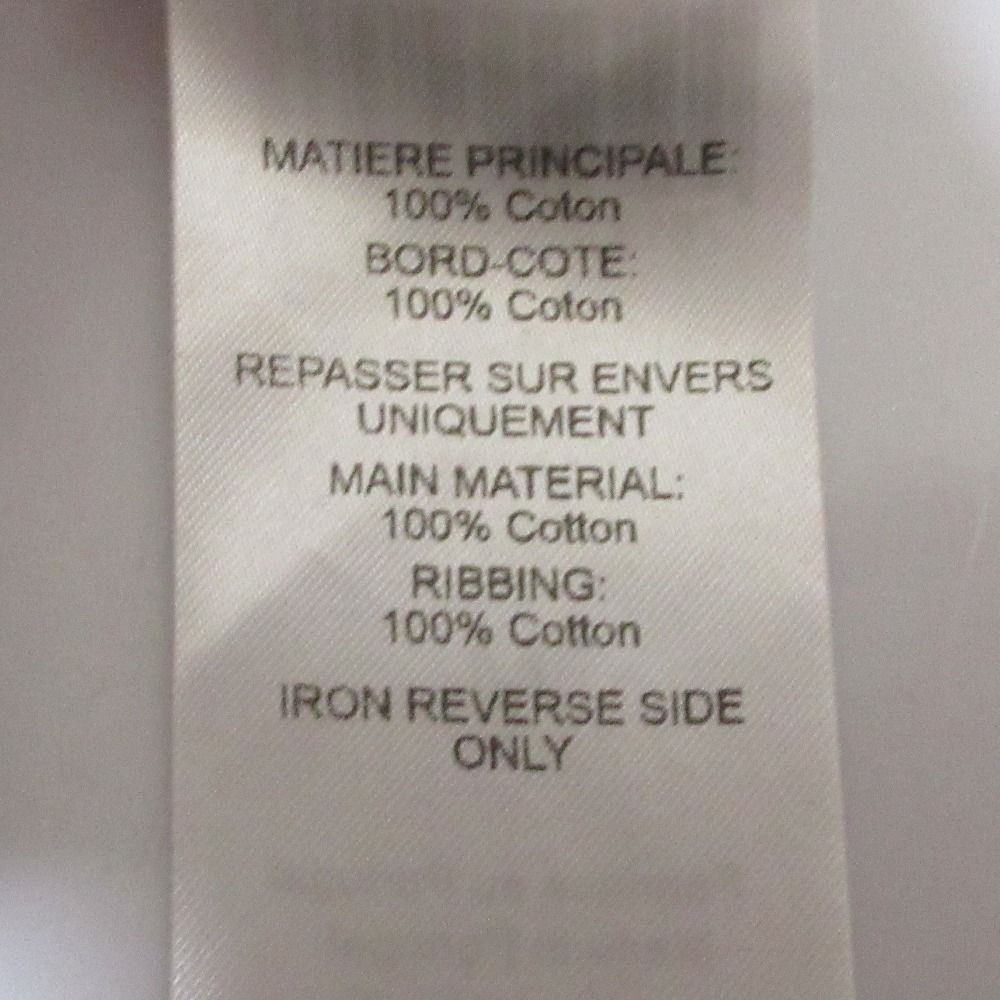 MATIERE PRINCIPALE:
100% Coton
BORD-COTE:
100% Coton
REPASSER SUR ENVERS
UNIQUEMENT
MAIN MATERIAL:
100% Cotton
RIBBING:
100% Cotton
IRON REVERSE SIDE
ONLY